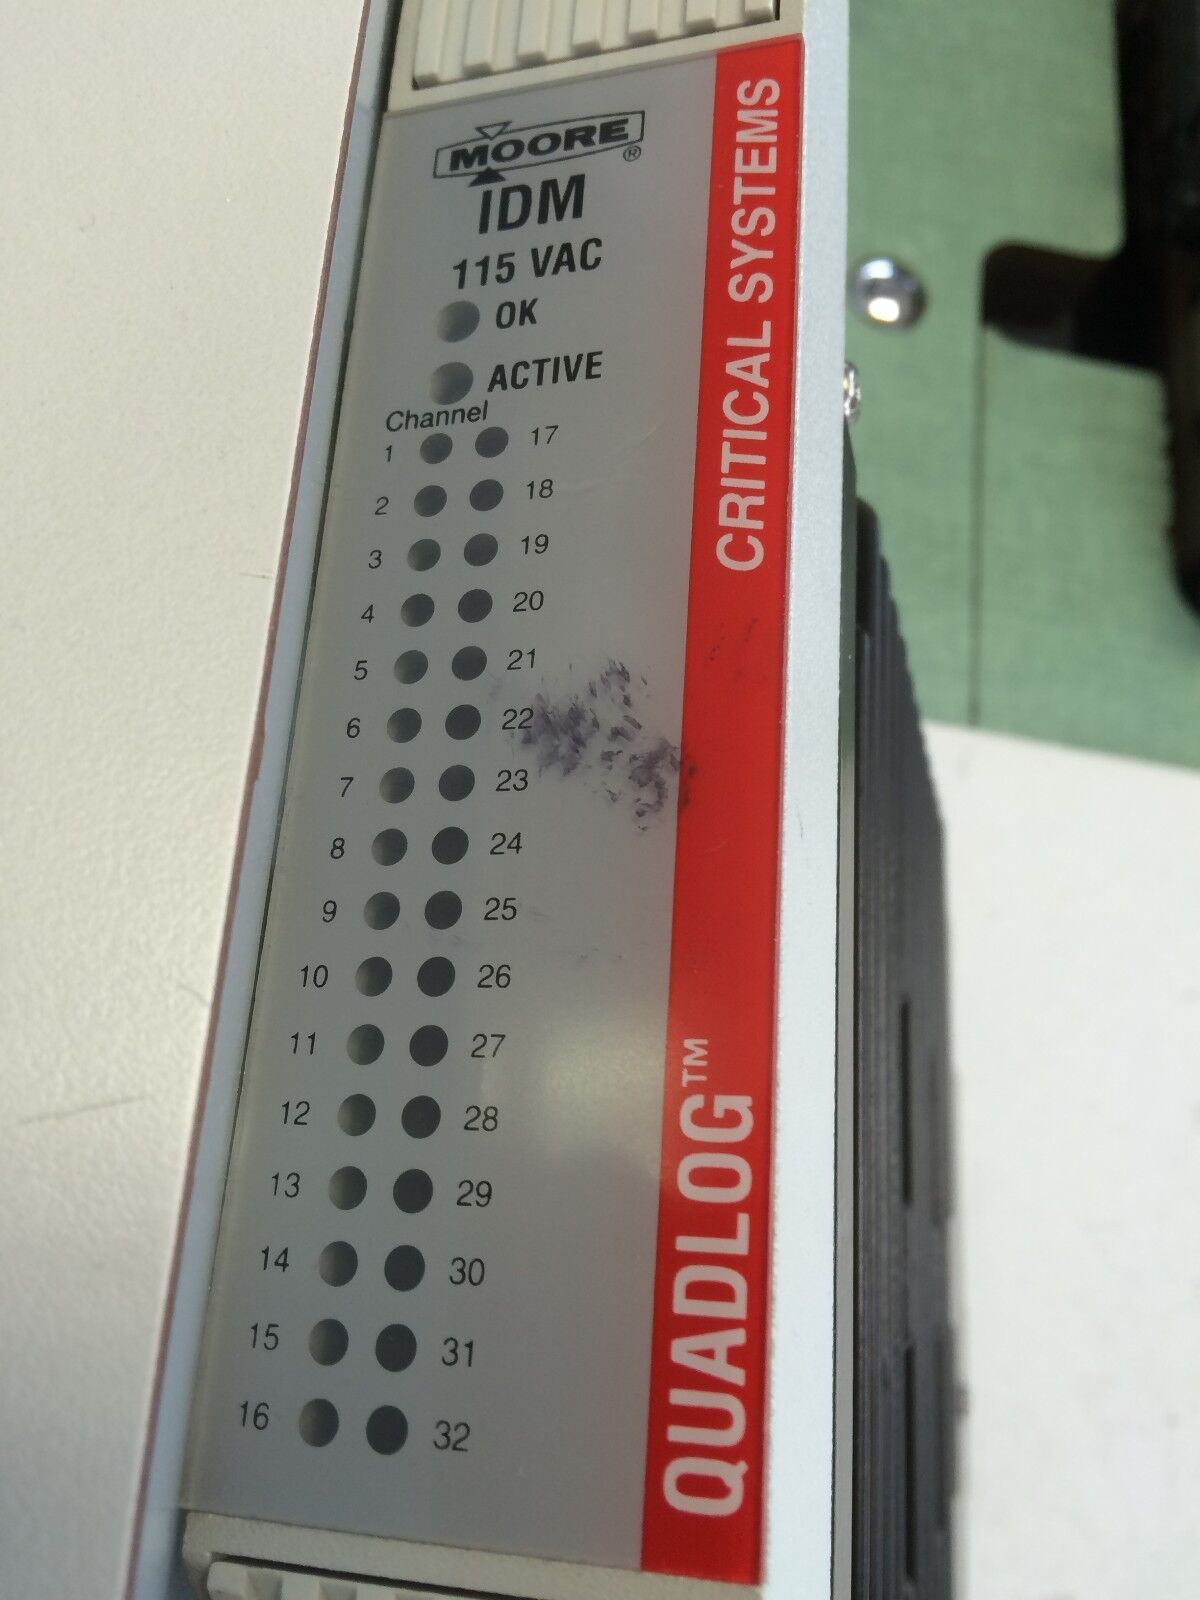 MOORE®
IDM
115 VAC
OK
ACTIVE
Channel
1 17
2 18
3 19
4 20
5 21
6 22
7 23
8 24
9 25
10 26
11 27
12 28
13 29
14 30
15 31
16 32
QUADLOG™ CRITICAL SYSTEMS